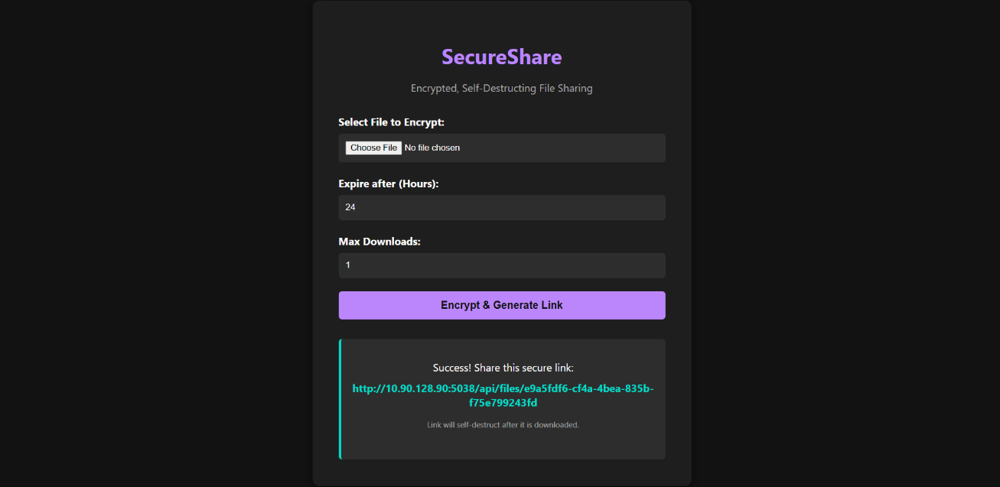 SecureShare
Encrypted, Self-Destructing File Sharing
Select File to Encrypt:
Choose File No file chosen
Expire after (Hours):
24
Max Downloads:
1
Encrypt & Generate Link
Success! Share this secure link:
http://10.90.128.90:5038/api/files/e9a5fdf6-cf4a-4bea-835b-
f75e799243fd
Link will self-destruct after it is downloaded.